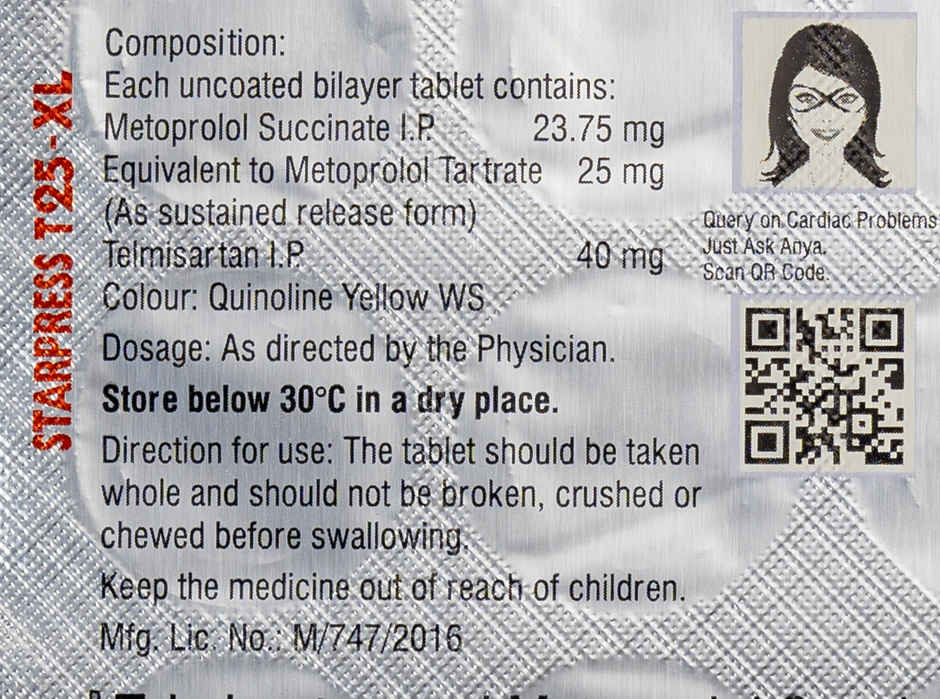 STARPRESS T25-XL
Composition:
Each uncoated bilayer tablet contains:
Metoprolol Succinate I.P. 23.75 mg
Equivalent to Metoprolol Tartrate 25 mg
(As sustained release form)
Telmisartan I.P. 40 mg
Colour: Quinoline Yellow WS
Dosage: As directed by the Physician.
Store below 30°C in a dry place.
Direction for use: The tablet should be taken
whole and should not be broken, crushed or
chewed before swallowing.
Keep the medicine out of reach of children.
Mfg. Lic. No.: M/747/2016
Query on Cardiac Problems
Just Ask Anya.
Scan QR Code.